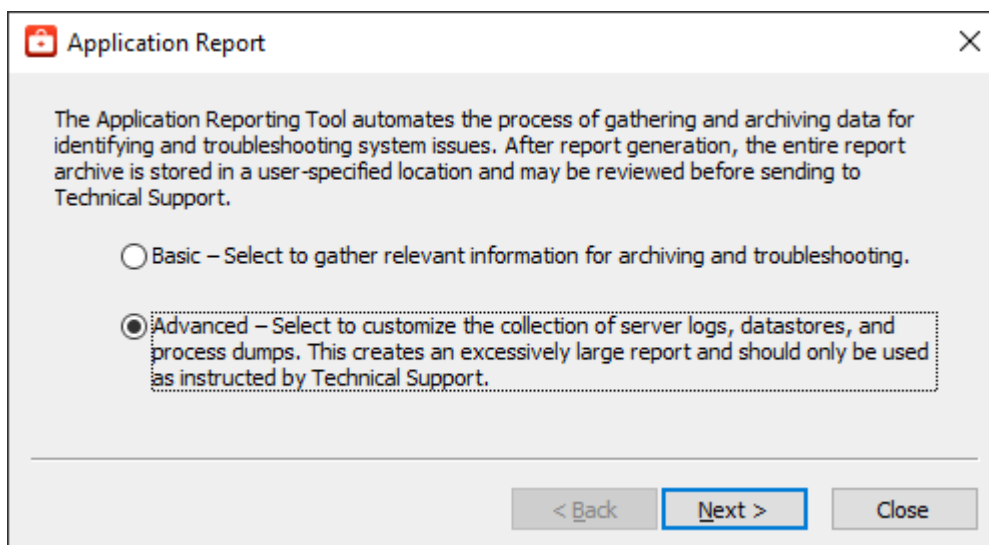 Application Report
The Application Reporting Tool automates the process of gathering and archiving data for
identifying and troubleshooting system issues. After report generation, the entire report
archive is stored in a user-specified location and may be reviewed before sending to
Technical Support.
Basic – Select to gather relevant information for archiving and troubleshooting.
Advanced – Select to customize the collection of server logs, datastores, and
process dumps. This creates an excessively large report and should only be used
as instructed by Technical Support.
< Back Next > Close